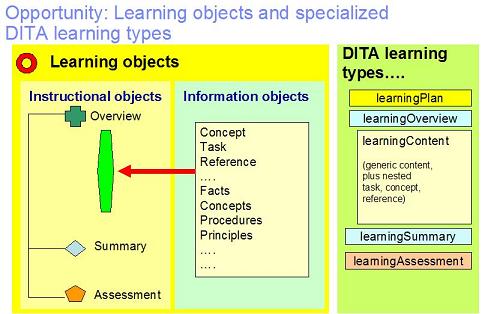 Opportunity: Learning objects and specialized
DITA learning types
Learning objects
Instructional objects
Overview
Summary
Assessment
Information objects
Concept
Task
Reference
....
Facts
Concepts
Procedures
Principles
....
....
DITA learning
types....
learningPlan
learningOverview
learningContent
(generic content,
plus nested
task, concept,
reference)
learningSummary
learningAssessment